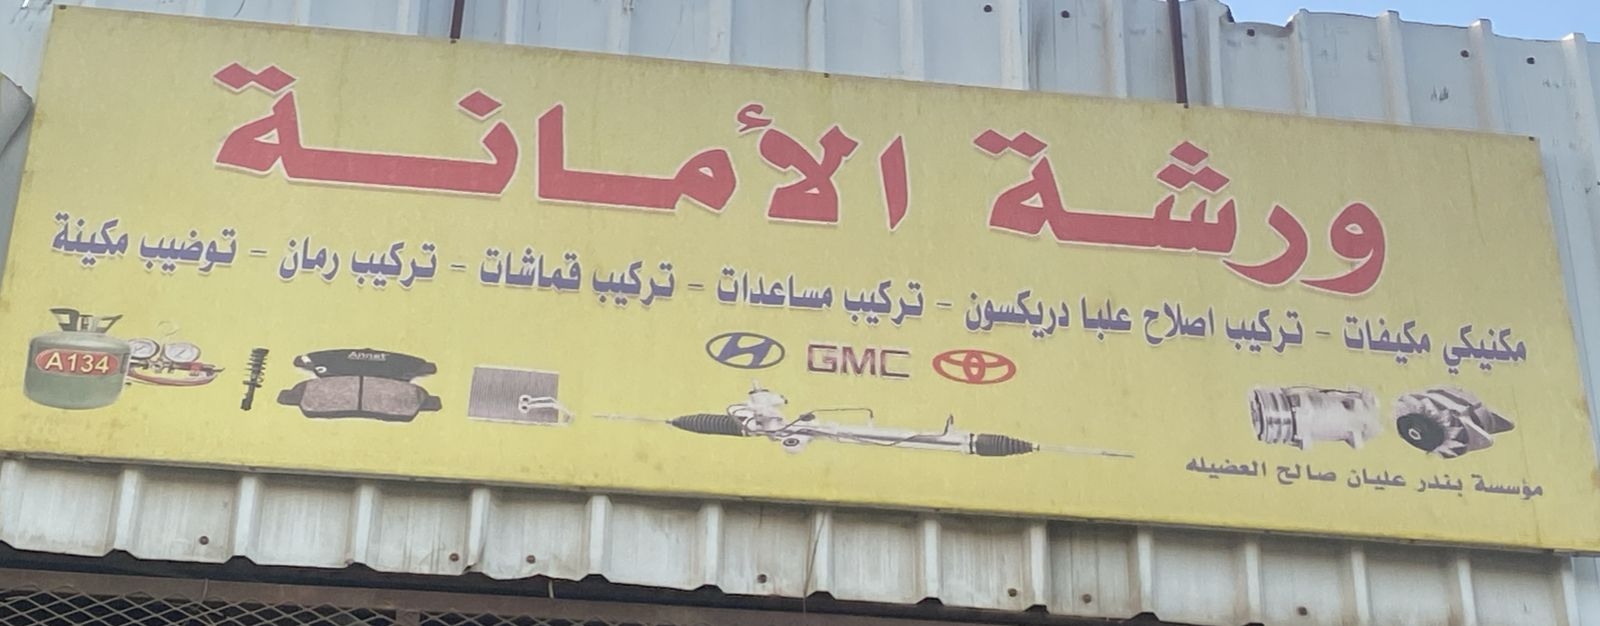 ورشة الأمانة
مكنيكي مكيفات - تركيب اصلاح علبا دريكسون - تركيب مساعدات - تركيب قماشات - تركيب رمان - توضيب مكينة
GMC
A134
Annat
مؤسسة بندر عليان صالح العضيله